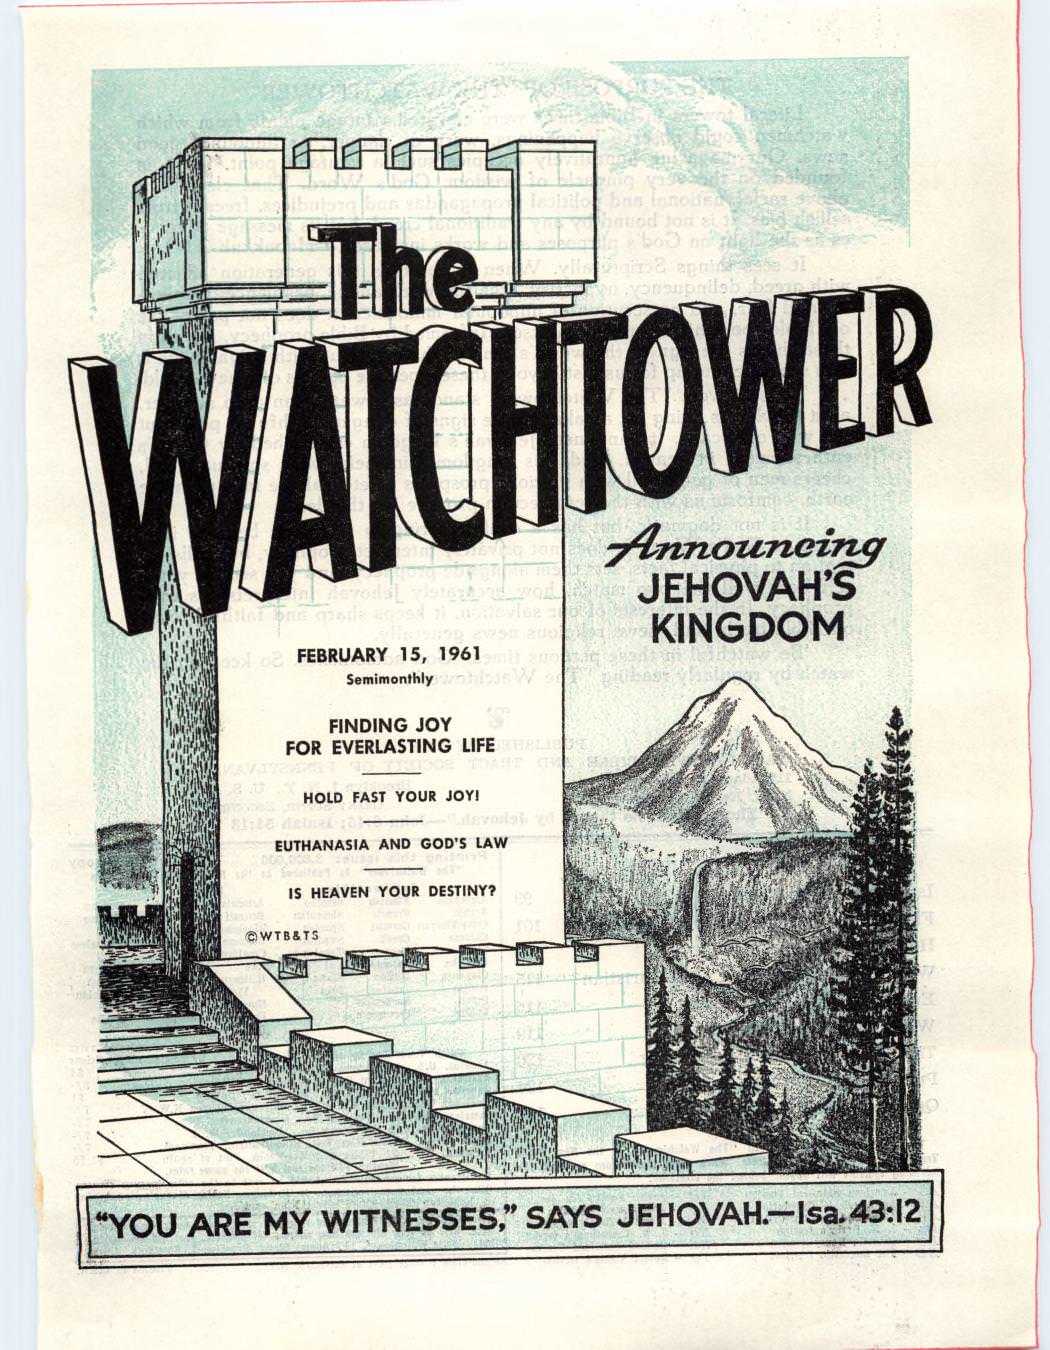 The
WATCHTOWER
Announcing
JEHOVAH'S
KINGDOM
FEBRUARY 15, 1961
Semimonthly
FINDING JOY
FOR EVERLASTING LIFE
HOLD FAST YOUR JOY!
EUTHANASIA AND GOD'S LAW
IS HEAVEN YOUR DESTINY?
©WTB&TS
"YOU ARE MY WITNESSES," SAYS JEHOVAH.—Isa. 43:12